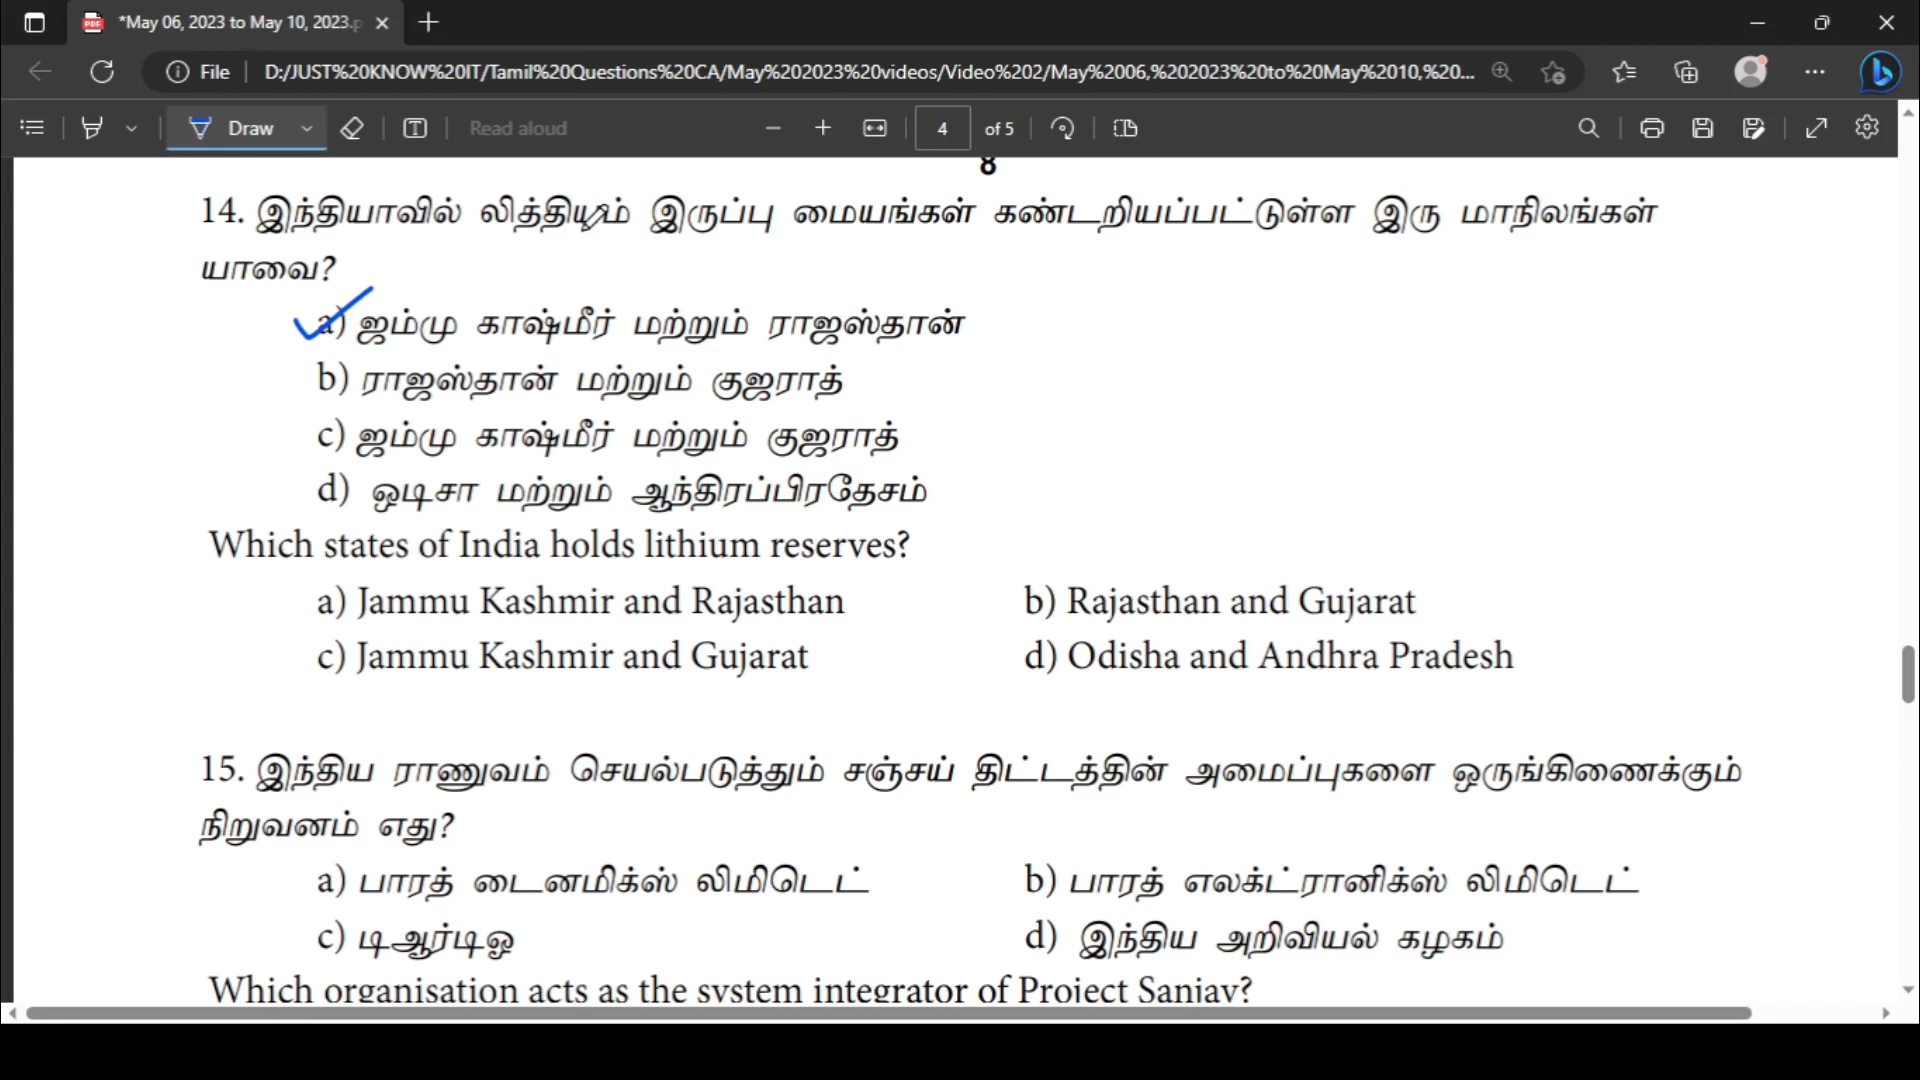 *May 06, 2023 to May 10, 2023.p
File D:/JUST%20KNOW%20IT/Tamil%20Questions%20CA/May%202023%20videos/Video%202/May%2006,%202023%20to%20May%2010,%20...
Draw Read aloud 4 of 5
8
14. இந்தியாவில் லித்தியம் இருப்பு மையங்கள் கண்டறியப்பட்டுள்ள இரு மாநிலங்கள்
யாவை?
a) ஜம்மு காஷ்மீர் மற்றும் ராஜஸ்தான்
b) ராஜஸ்தான் மற்றும் குஜராத்
c) ஜம்மு காஷ்மீர் மற்றும் குஜராத்
d) ஒடிசா மற்றும் ஆந்திரப்பிரதேசம்
Which states of India holds lithium reserves?
a) Jammu Kashmir and Rajasthan b) Rajasthan and Gujarat
c) Jammu Kashmir and Gujarat d) Odisha and Andhra Pradesh
15. இந்திய ராணுவம் செயல்படுத்தும் சஞ்சய் திட்டத்தின் அமைப்புகளை ஒருங்கிணைக்கும்
நிறுவனம் எது?
a) பாரத் டைனமிக்ஸ் லிமிடெட் b) பாரத் எலக்ட்ரானிக்ஸ் லிமிடெட்
c) டிஆர்டிஓ d) இந்திய அறிவியல் கழகம்
Which organisation acts as the system integrator of Project Sanjay?